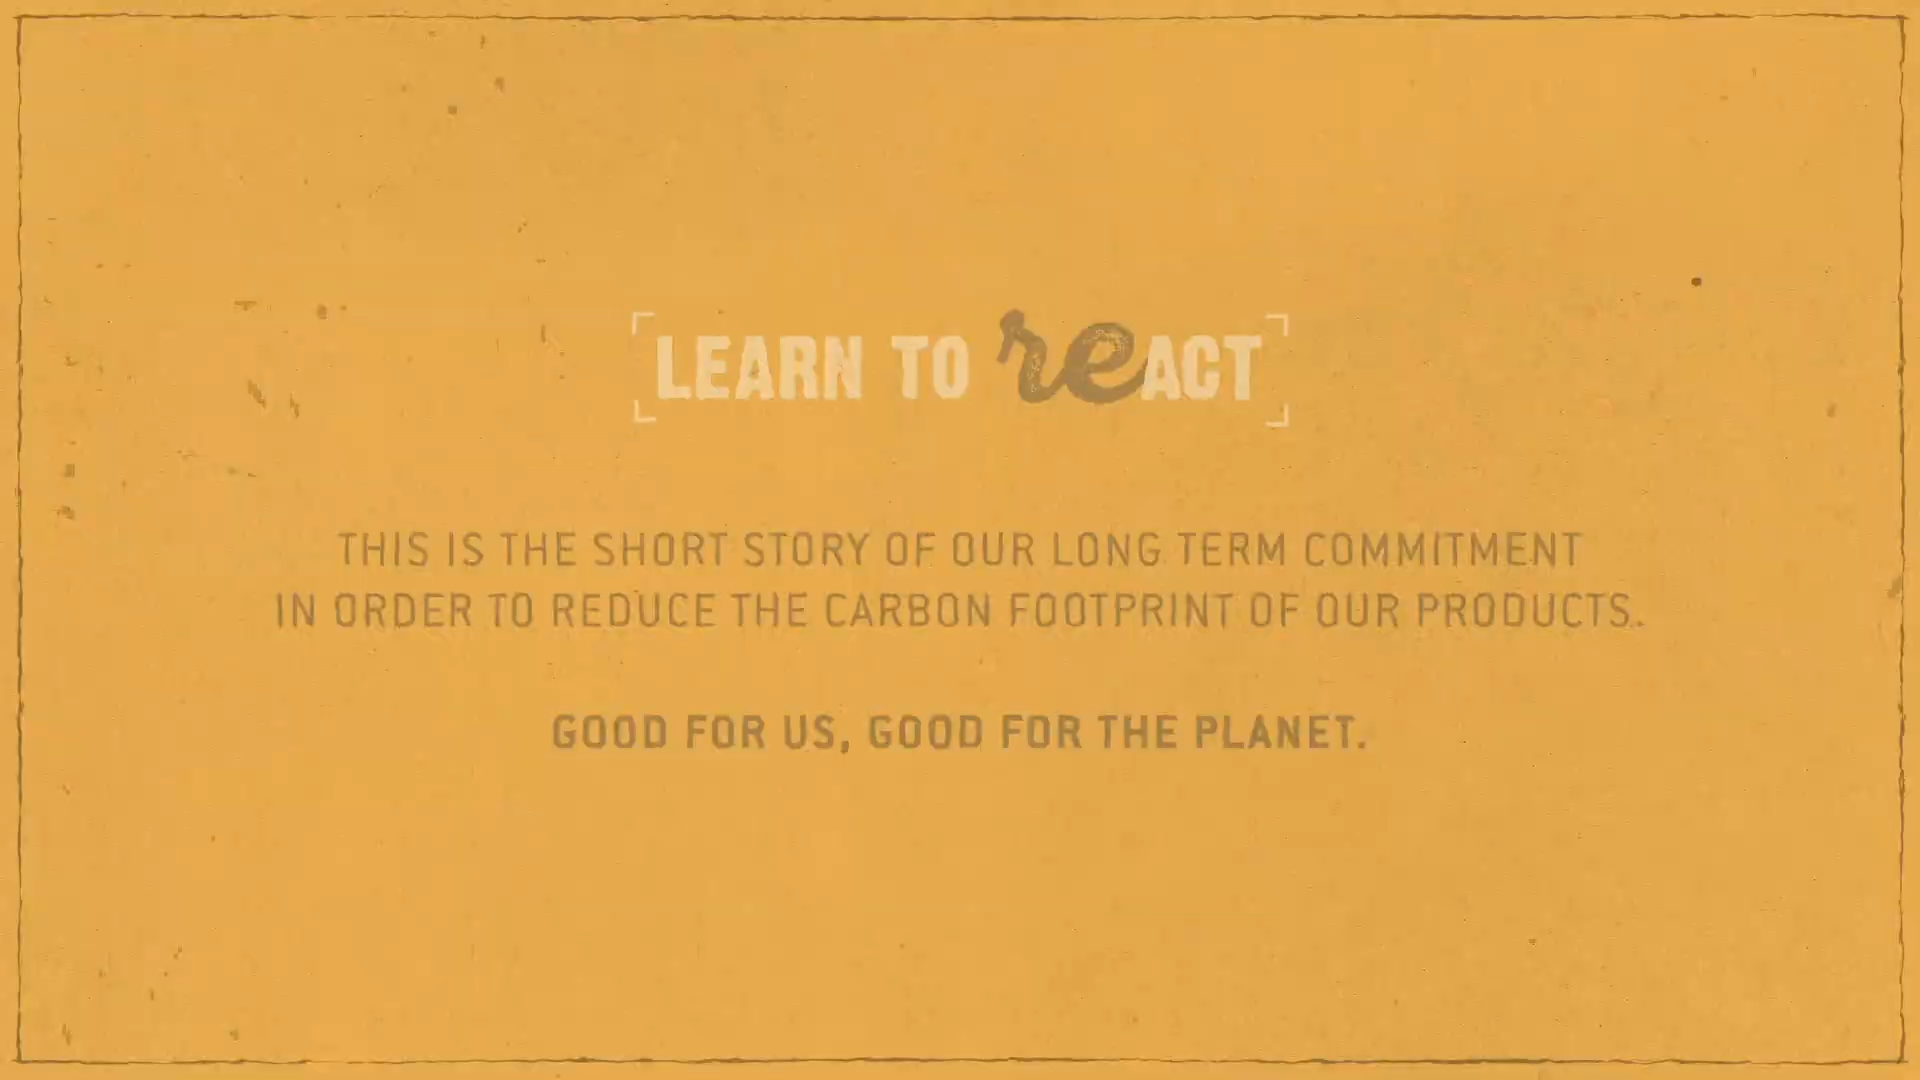 LEARN TO reACT
THIS IS THE SHORT STORY OF OUR LONG TERM COMMITMENT
IN ORDER TO REDUCE THE CARBON FOOTPRINT OF OUR PRODUCTS.
GOOD FOR US, GOOD FOR THE PLANET.